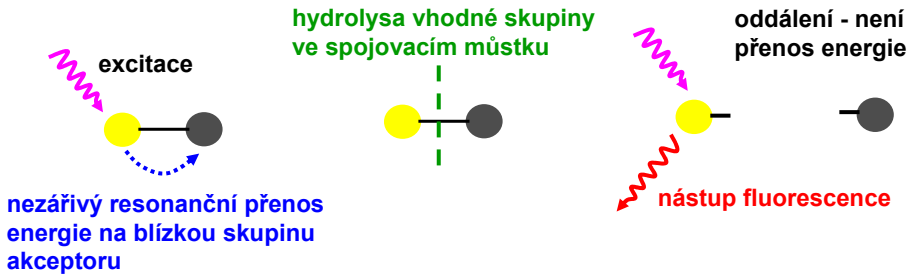 excitace
nezářivý resonanční přenos
energie na blízkou skupinu
akceptoru
hydrolysa vhodné skupiny
ve spojovacím můstku
oddálení - není
přenos energie
nástup fluorescence